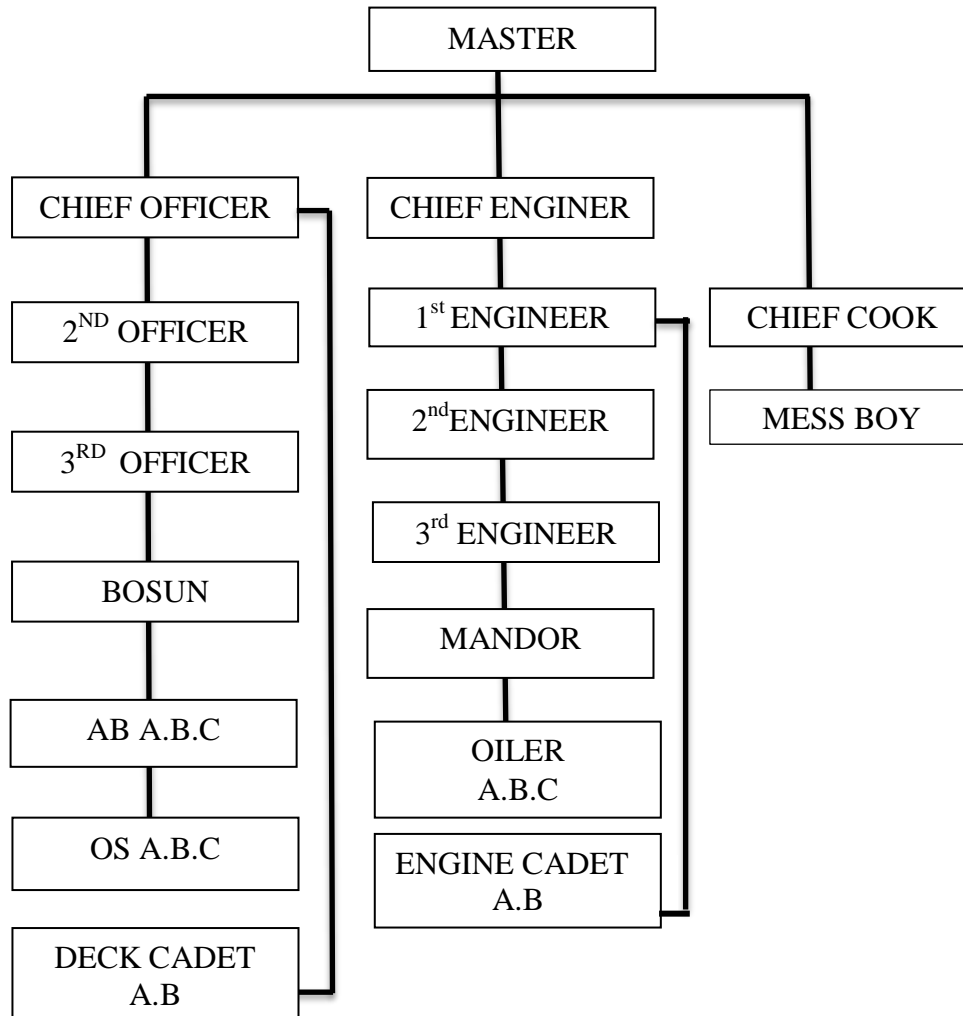 MASTER
CHIEF OFFICER
CHIEF ENGINER
2ND OFFICER
1st ENGINEER
CHIEF COOK
2ndENGINEER
MESS BOY
3RD OFFICER
3rd ENGINEER
BOSUN
MANDOR
AB A.B.C
OILER
A.B.C
OS A.B.C
ENGINE CADET
A.B
DECK CADET
A.B